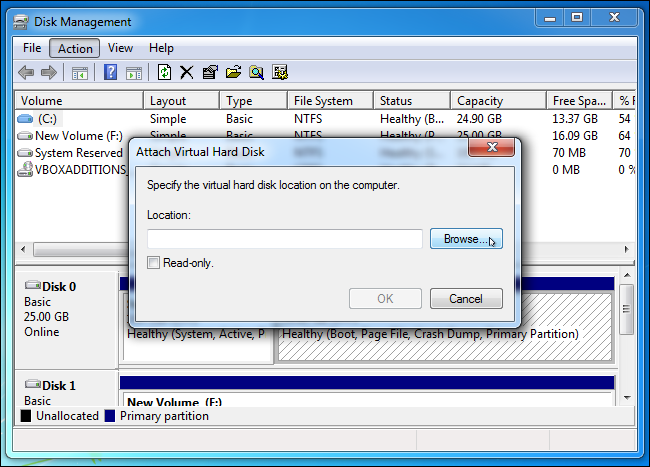 Disk Management
File Action View Help
Volume Layout Type File System Status Capacity Free Spa... % F
(C:) Simple Basic NTFS Healthy (B... 24.90 GB 13.37 GB 54
New Volume (F:) Simple Basic NTFS Healthy (P... 25.00 GB 16.09 GB 64
System Reserved 70 MB 70
VBOXADDITIONS_ 0 MB 0 %
Attach Virtual Hard Disk
Specify the virtual hard disk location on the computer.
Location:
Browse...
Read-only.
OK Cancel
Disk 0
Basic
25.00 GB
Online
Healthy (System, Active, P
Healthy (Boot, Page File, Crash Dump, Primary Partition)
Disk 1
Basic
New Volume (F:)
Unallocated Primary partition